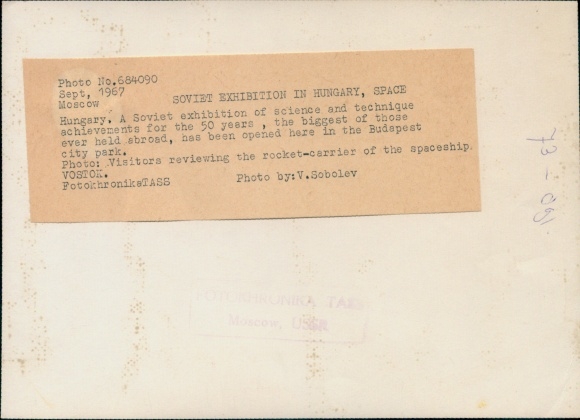 Photo No.684090
Sept, 1967
Moscow
SOVIET EXHIBITION IN HUNGARY, SPACE
Hungary. A Soviet exhibition of science and technique
achievements for the 50 years , the biggest of those
ever held abroad, has been opened here in the Budapest
city park.
Photo: Visitors reviewing the rocket-carrier of the spaceship
VOSTOK.
FotokhronikaTASS
Photo by:V.Sobolev
FOTOKHRONIKA TASS
Moscow, USSR